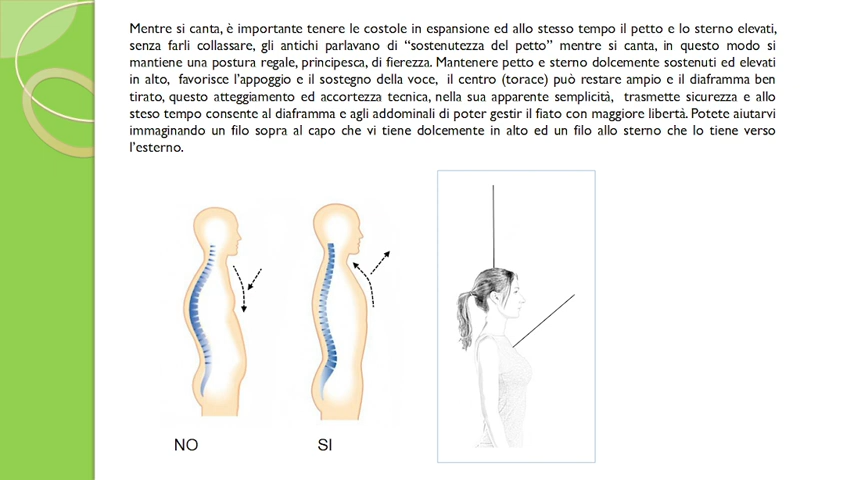 Mentre si canta, è importante tenere le costole in espansione ed allo stesso tempo il petto e lo sterno elevati,
senza farli collassare, gli antichi parlavano di “sostenutezza del petto” mentre si canta, in questo modo si
mantiene una postura regale, principesca, di fierezza. Mantenere petto e sterno dolcemente sostenuti ed elevati
in alto, favorisce l’appoggio e il sostegno della voce, il centro (torace) può restare ampio e il diaframma ben
tirato, questo atteggiamento ed accortezza tecnica, nella sua apparente semplicità, trasmette sicurezza e allo
steso tempo consente al diaframma e agli addominali di poter gestir il fiato con maggiore libertà. Potete aiutarvi
immaginando un filo sopra al capo che vi tiene dolcemente in alto ed un filo allo sterno che lo tiene verso
l’esterno.
NO SI